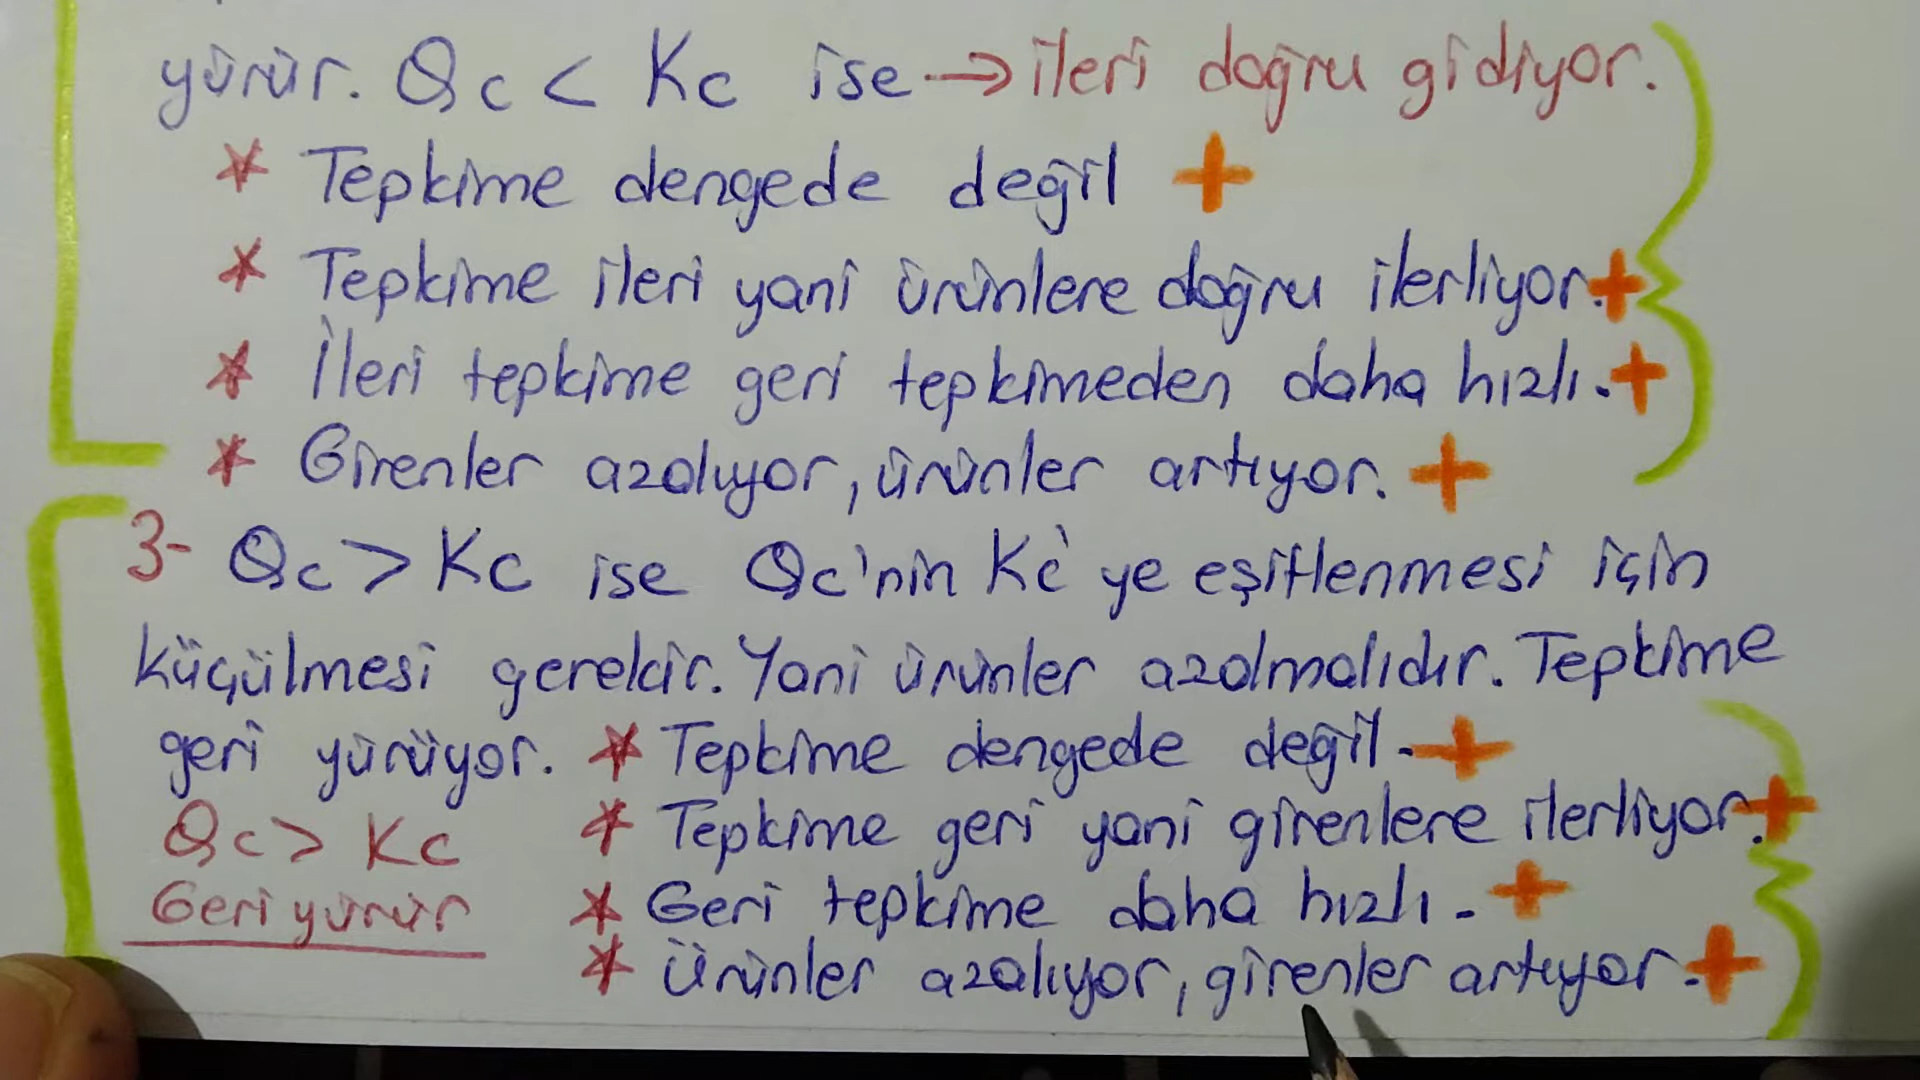 yürür. Qc < Kc ise → ileri doğru gidiyor.
* Tepkime dengede değil +
* Tepkime ileri yani ürünlere doğru ilerliyor. +
* İleri tepkime geri tepkimeden daha hızlı. +
* Girenler azalıyor, ürünler artıyor. +
3- Qc > Kc ise Qc'nin Kc'ye eşitlenmesi için
küçülmesi gerekir. Yani ürünler azalmalıdır. Tepkime
geri yürüyor. * Tepkime dengede değil. +
Qc > Kc * Tepkime geri yani girenlere ilerliyor. +
Geri yürür * Geri tepkime daha hızlı. +
* Ürünler azalıyor, girenler artıyor. +